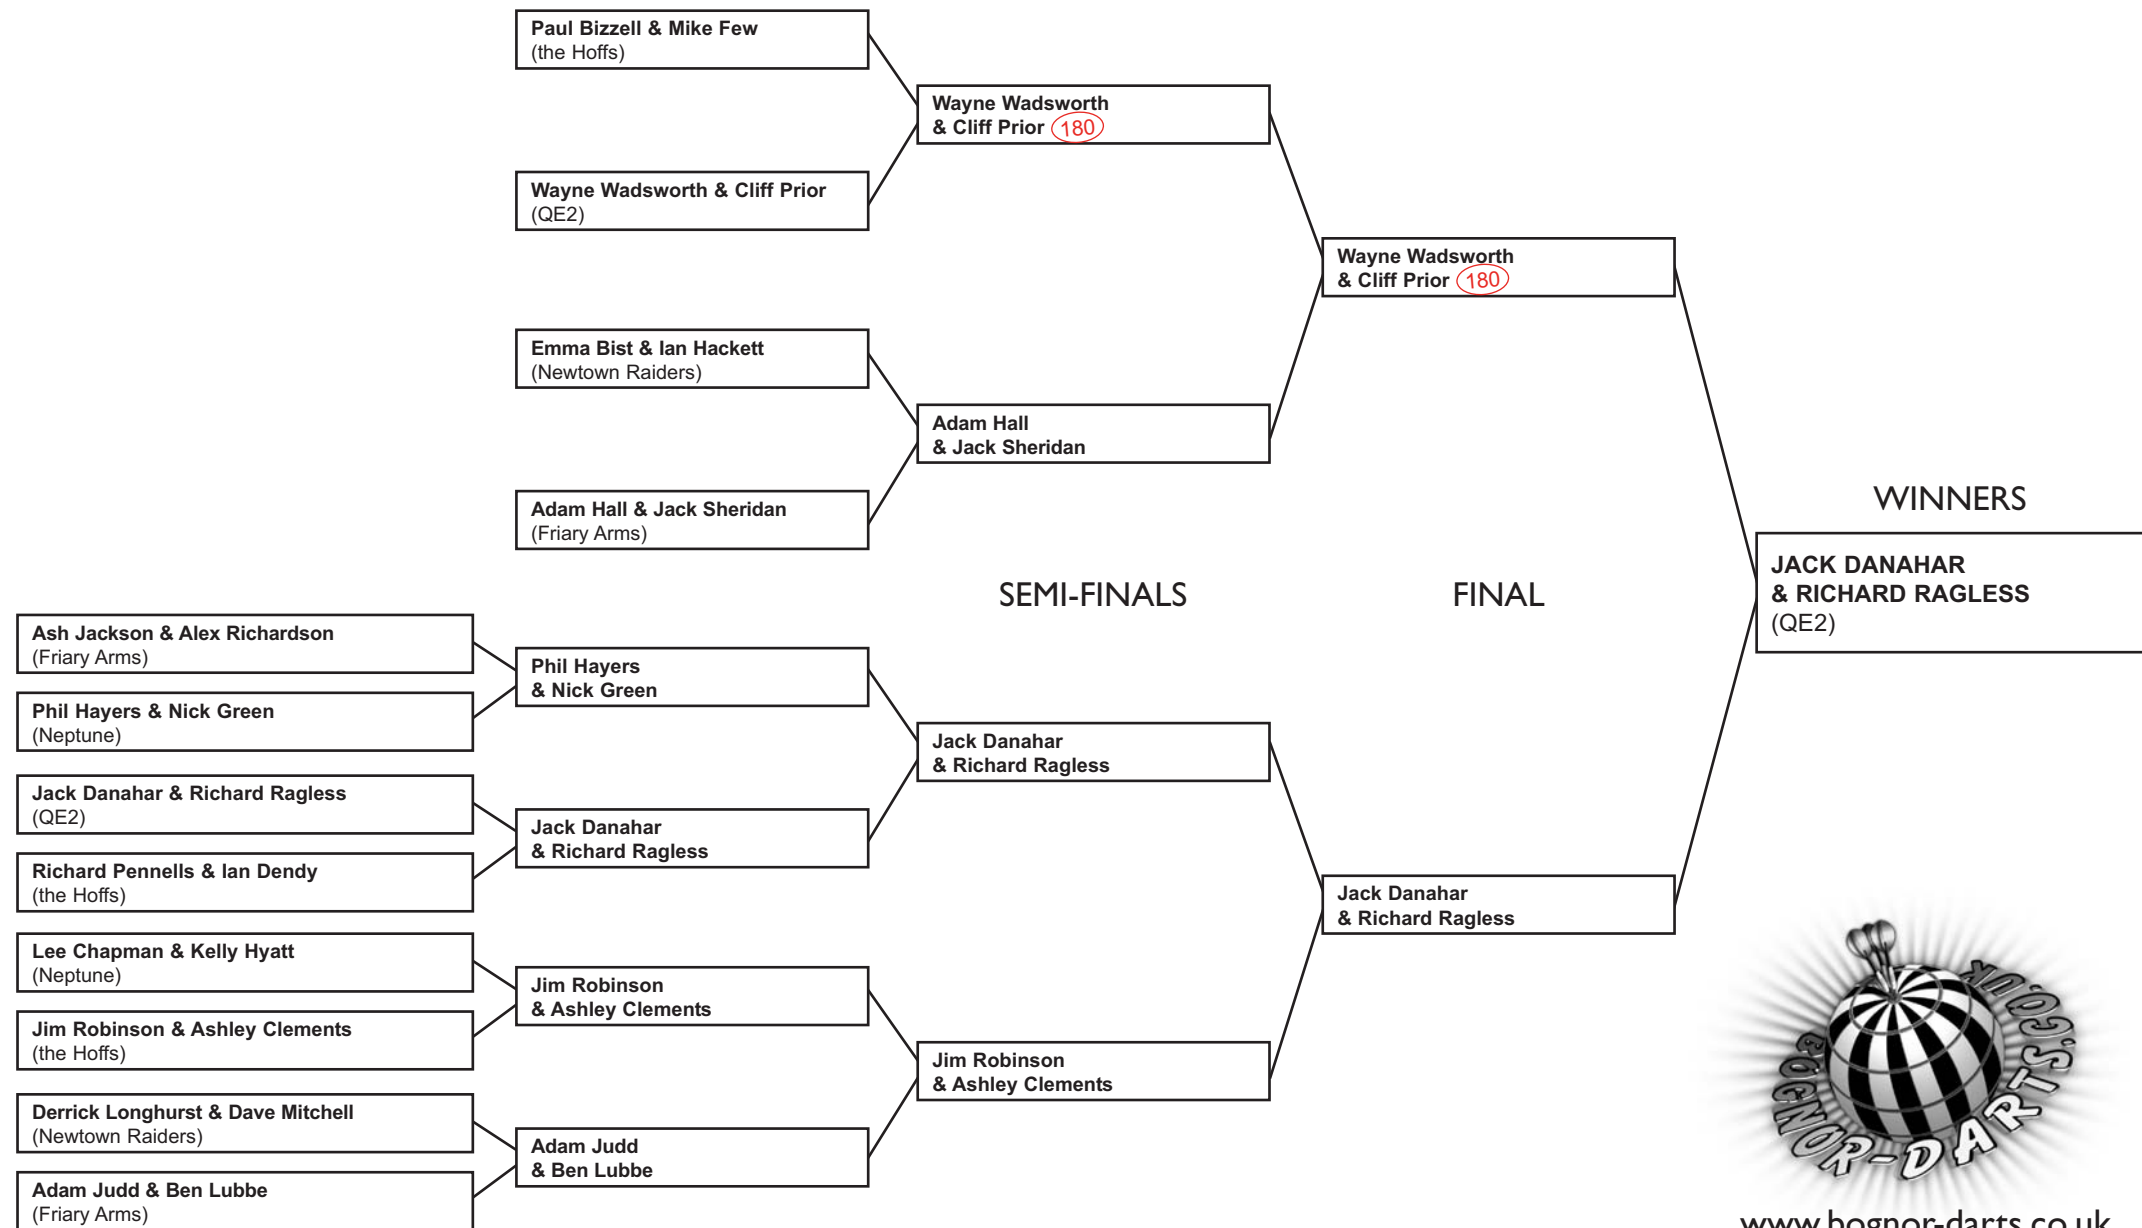 Paul Bizzell & Mike Few
(the Hoffs)
Wayne Wadsworth
& Cliff Prior 180
Wayne Wadsworth & Cliff Prior
(QE2)
Wayne Wadsworth
& Cliff Prior 180
Emma Bist & Ian Hackett
(Newtown Raiders)
Adam Hall
& Jack Sheridan
Adam Hall & Jack Sheridan
(Friary Arms)
WINNERS
JACK DANAHAR
& RICHARD RAGLESS
(QE2)
SEMI-FINALS
FINAL
Ash Jackson & Alex Richardson
(Friary Arms)
Phil Hayers
& Nick Green
Phil Hayers & Nick Green
(Neptune)
Jack Danahar
& Richard Ragless
Jack Danahar & Richard Ragless
(QE2)
Jack Danahar
& Richard Ragless
Richard Pennells & Ian Dendy
(the Hoffs)
Jack Danahar
& Richard Ragless
Lee Chapman & Kelly Hyatt
(Neptune)
Jim Robinson
& Ashley Clements
Jim Robinson & Ashley Clements
(the Hoffs)
Jim Robinson
& Ashley Clements
Derrick Longhurst & Dave Mitchell
(Newtown Raiders)
Adam Judd
& Ben Lubbe
Adam Judd & Ben Lubbe
(Friary Arms)
BOGNOR-DARTS.CO.UK
www.bognor-darts.co.uk